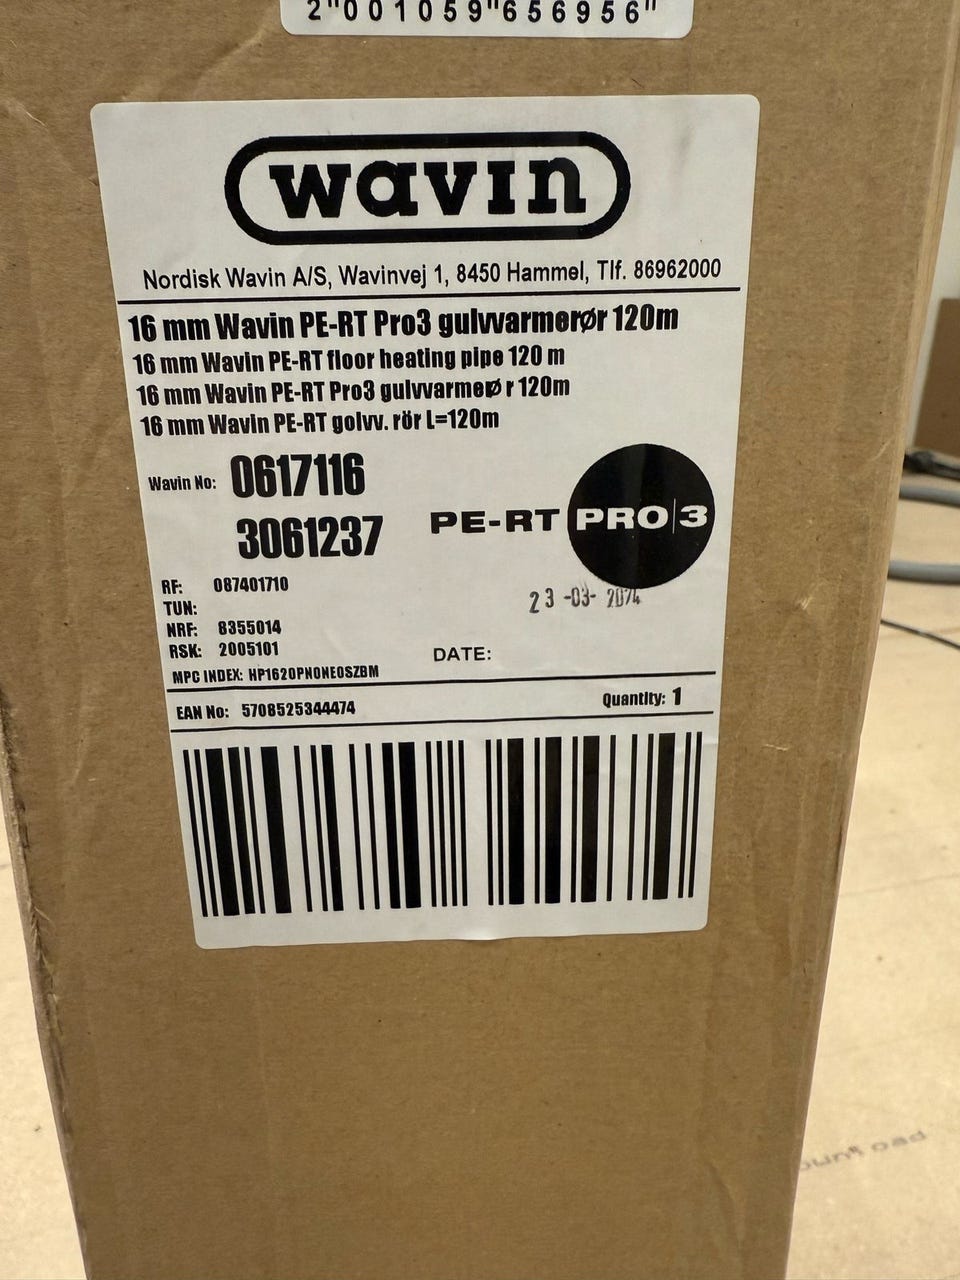 2 001059 656956
wavin
Nordisk Wavin A/S, Wavinvej 1, 8450 Hammel, Tlf. 86962000
16 mm Wavin PE-RT Pro3 gulvvarmerør 120m
16 mm Wavin PE-RT floor heating pipe 120 m
16 mm Wavin PE-RT Pro3 gulvvarmerø r 120m
16 mm Wavin PE-RT golvv. rör L=120m
Wavin No: 0617116
3061237
PE-RT PRO|3
RF: 087401710
TUN:
23 -03-
NRF: 8355014
RSK: 2005101
DATE:
MPC INDEX: HP1620PNONEOSZBM
EAN No: 5708525344474
Quantity: 1